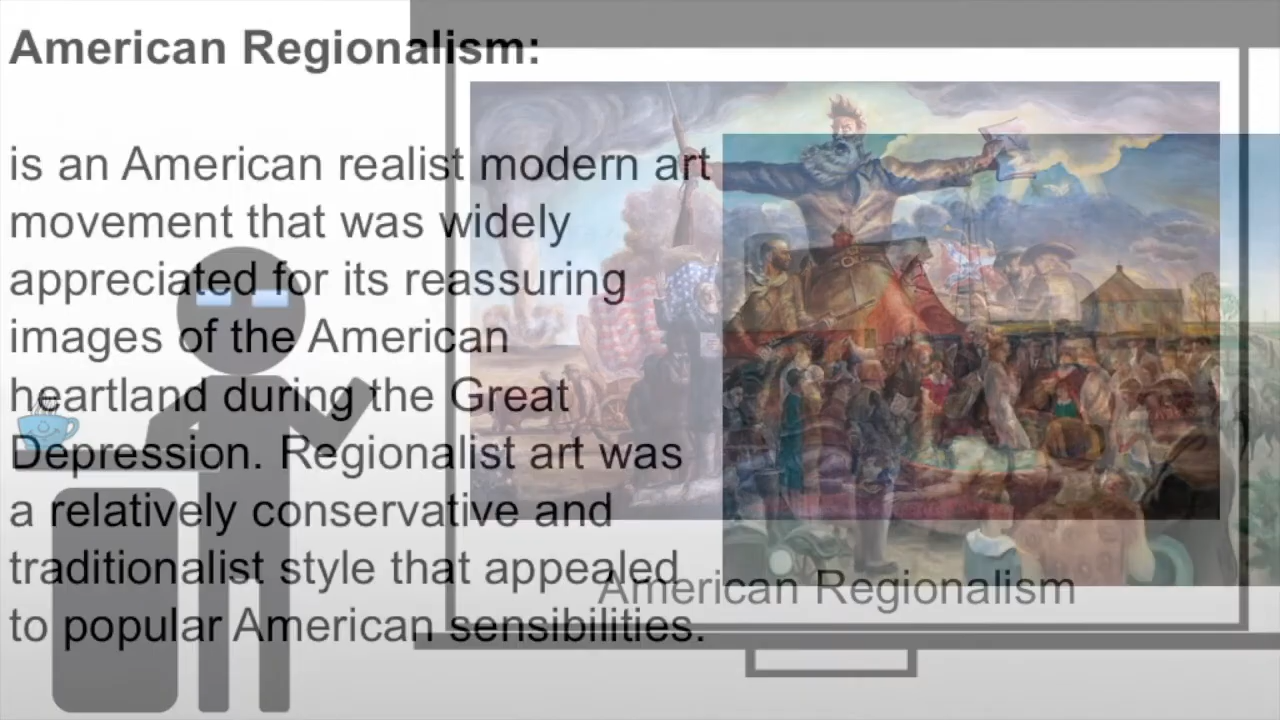 American Regionalism:
is an American realist modern art
movement that was widely
appreciated for its reassuring
images of the American
heartland during the Great
Depression. Regionalist art was
a relatively conservative and
traditionalist style that appealed
to popular American sensibilities.
American Regionalism